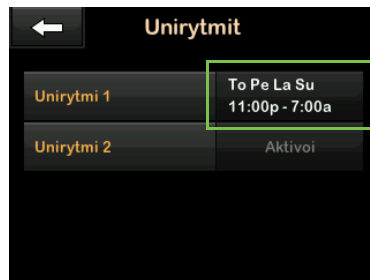 Unirytmit
Unirytmi 1
To Pe La Su
11:00p - 7:00a
Unirytmi 2
Aktivoi